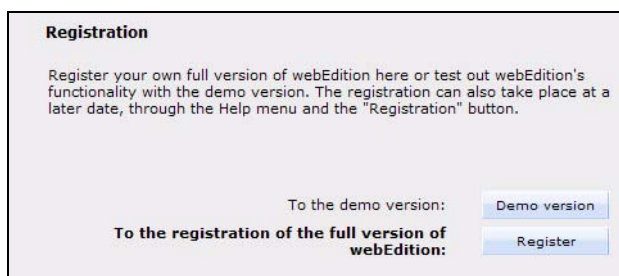 Registration
Register your own full version of webEdition here or test out webEdition's
functionality with the demo version. The registration can also take place at a
later date, through the Help menu and the "Registration" button.
To the demo version: Demo version
To the registration of the full version of
webEdition: Register